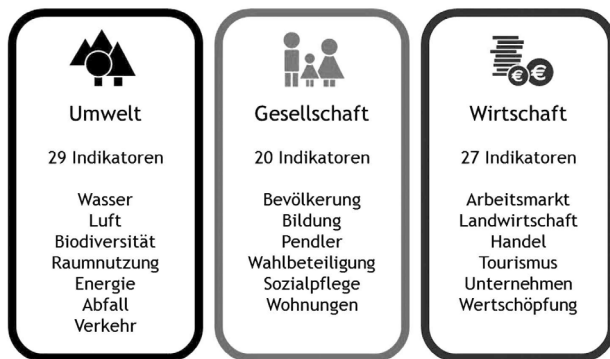 Umwelt
29 Indikatoren
Wasser
Luft
Biodiversität
Raumnutzung
Energie
Abfall
Verkehr
Gesellschaft
20 Indikatoren
Bevölkerung
Bildung
Pendler
Wahlbeteiligung
Sozialpflege
Wohnungen
€ €
Wirtschaft
27 Indikatoren
Arbeitsmarkt
Landwirtschaft
Handel
Tourismus
Unternehmen
Wertschöpfung